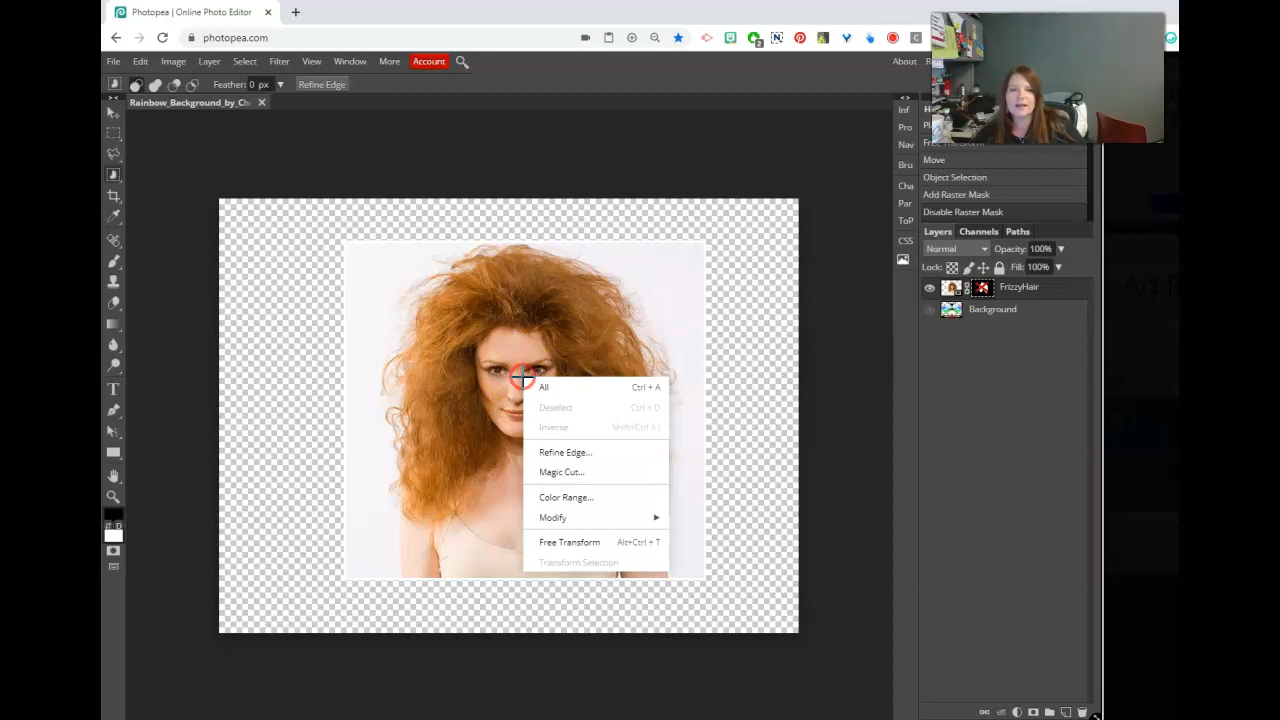 Photopea | Online Photo Editor
photopea.com
File Edit Image Layer Select Filter View Window More Account About
Feather: 0 px Refine Edge
Rainbow_Background_by_Ch
Inf
Pro
Nav
Bru
Cha
Par
ToP
CSS
Move
Object Selection
Add Raster Mask
Disable Raster Mask
Layers Channels Paths
Normal Opacity: 100%
Lock: Fill: 100%
FrizzyHair
Background
All Ctrl + A
Deselect Ctrl + D
Inverse Shift+Ctrl + I
Refine Edge...
Magic Cut...
Color Range...
Modify
Free Transform Alt+Ctrl + T
Transform Selection